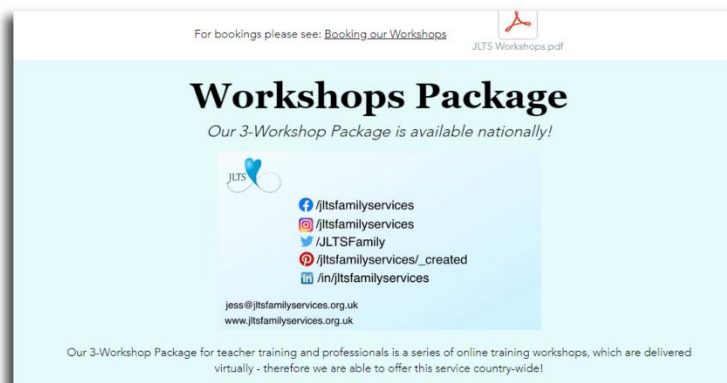 For bookings please see: Booking our Workshops
JLTS Workshops.pdf
Workshops Package
Our 3-Workshop Package is available nationally!
JLTS
/jltsfamilyservices
/jltsfamilyservices
/JLTSFamily
/jltsfamilyservices/_created
/in/jltsfamilyservices
jess@jltsfamilyservices.org.uk
www.jltsfamilyservices.org.uk
Our 3-Workshop Package for teacher training and professionals is a series of online training workshops, which are delivered
virtually - therefore we are able to offer this service country-wide!